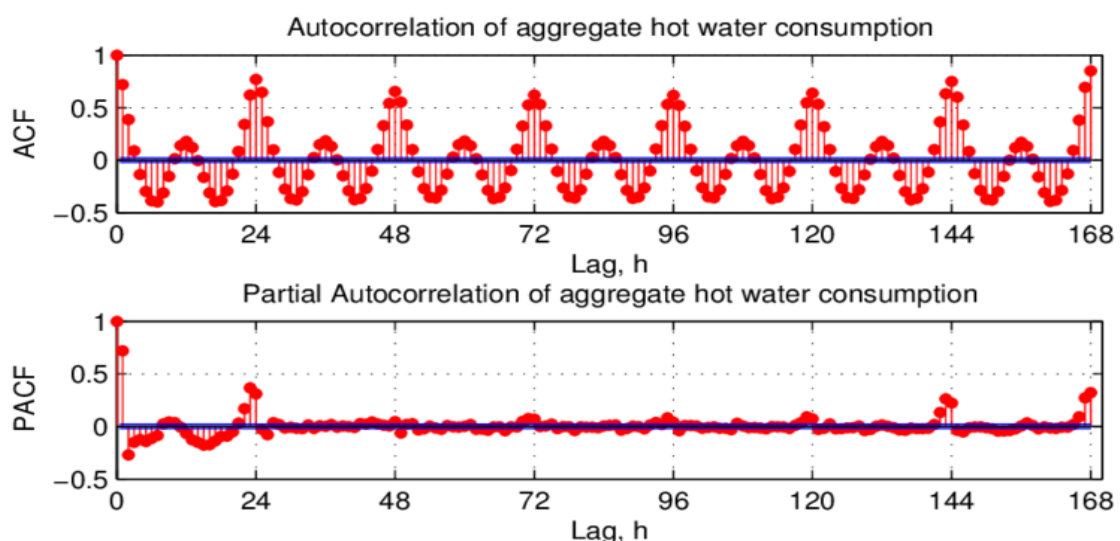 Autocorrelation of aggregate hot water consumption
1
0.5
0
−0.5
ACF
0 24 48 72 96 120 144 168
Lag, h
Partial Autocorrelation of aggregate hot water consumption
1
0.5
0
−0.5
PACF
0 24 48 72 96 120 144 168
Lag, h